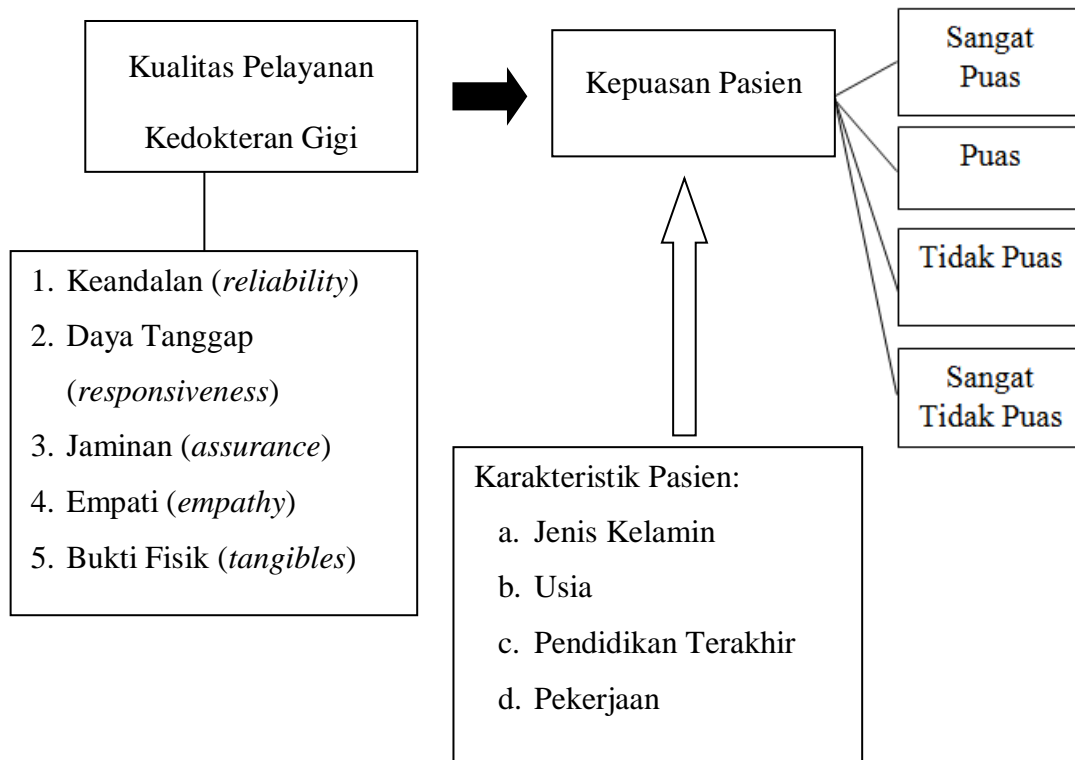 Kualitas Pelayanan
Kedokteran Gigi
1. Keandalan (reliability)
2. Daya Tanggap
(responsiveness)
3. Jaminan (assurance)
4. Empati (empathy)
5. Bukti Fisik (tangibles)
Kepuasan Pasien
Sangat
Puas
Puas
Tidak Puas
Sangat
Tidak Puas
Karakteristik Pasien:
a. Jenis Kelamin
b. Usia
c. Pendidikan Terakhir
d. Pekerjaan